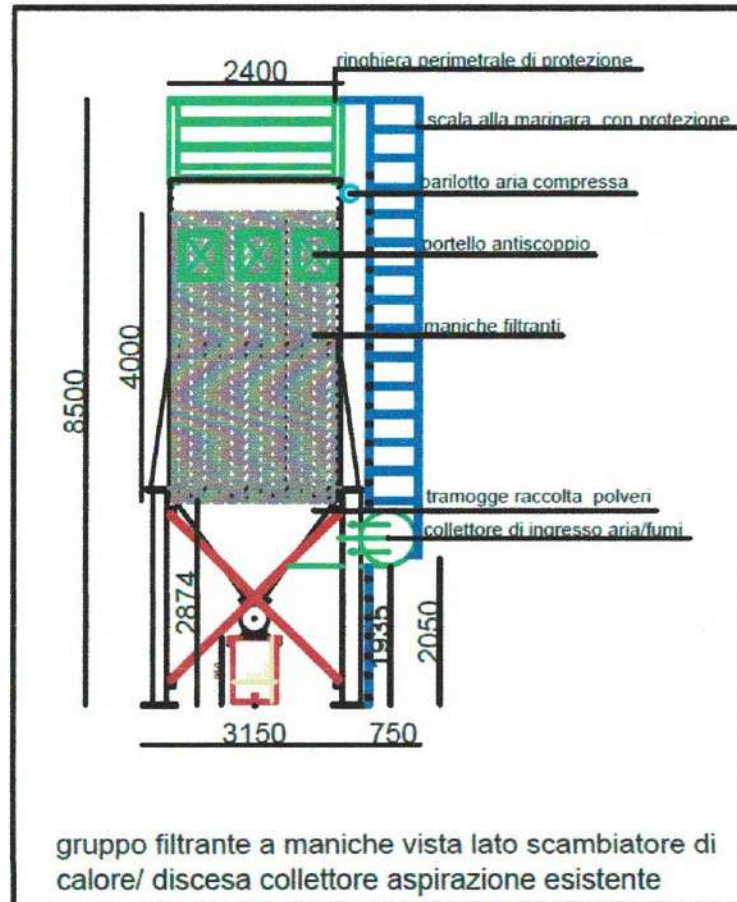 ringhiera perimetrale di protezione
2400
scala alla marinara con protezione
barilotto aria compressa
portello antiscoppio
maniche filtranti
4000
8500
tramogge raccolta polveri
collettore di ingresso aria/fumi
2874
1935
2050
3150
750
gruppo filtrante a maniche vista lato scambiatore di
calore/ discesa collettore aspirazione esistente